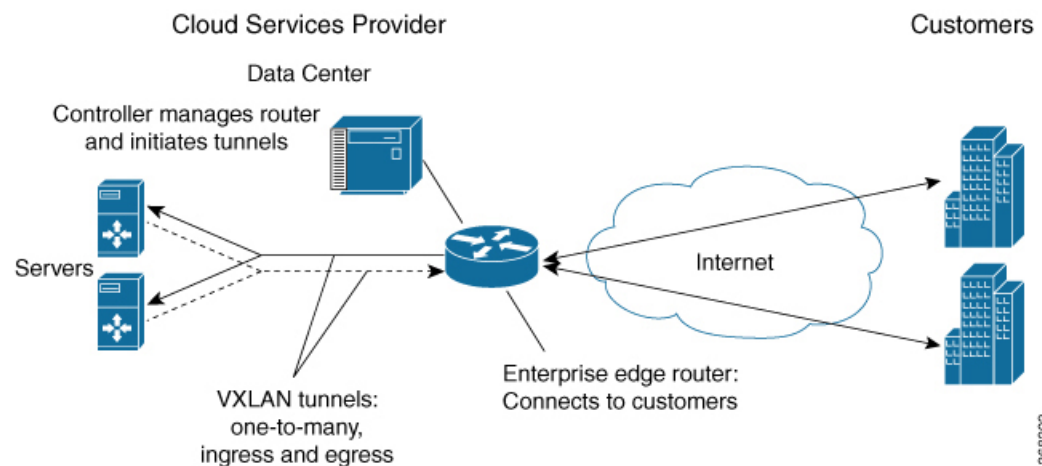 Cloud Services Provider
Customers
Data Center
Controller manages router
and initiates tunnels
Servers
Internet
VXLAN tunnels:
one-to-many,
ingress and egress
Enterprise edge router:
Connects to customers